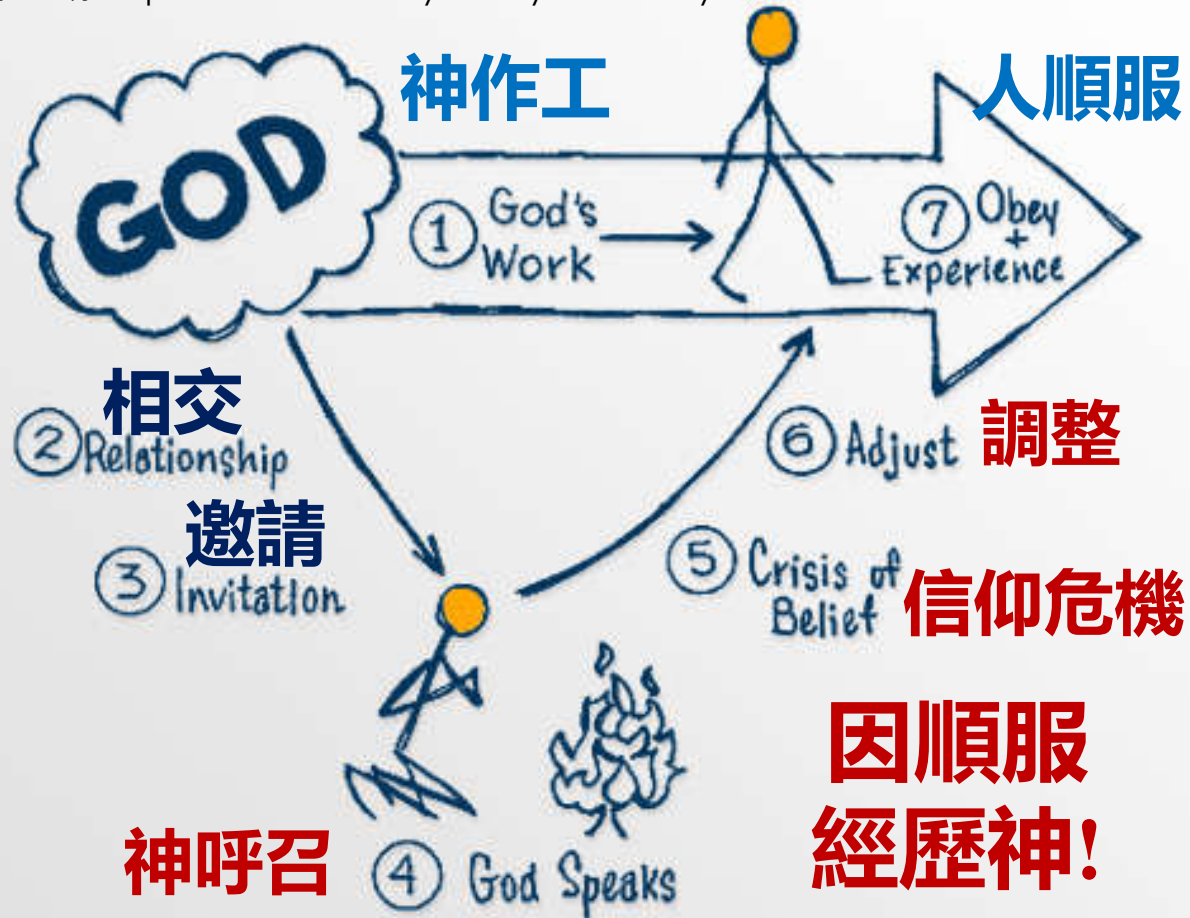 GOD
神作工
人順服
① God's
Work
⑦ Obey
+
Experience
相交
② Relationship
邀請
③ Invitation
⑥ Adjust 調整
⑤ Crisis of
Belief 信仰危機
神呼召 ④ God Speaks
因順服
經歷神!